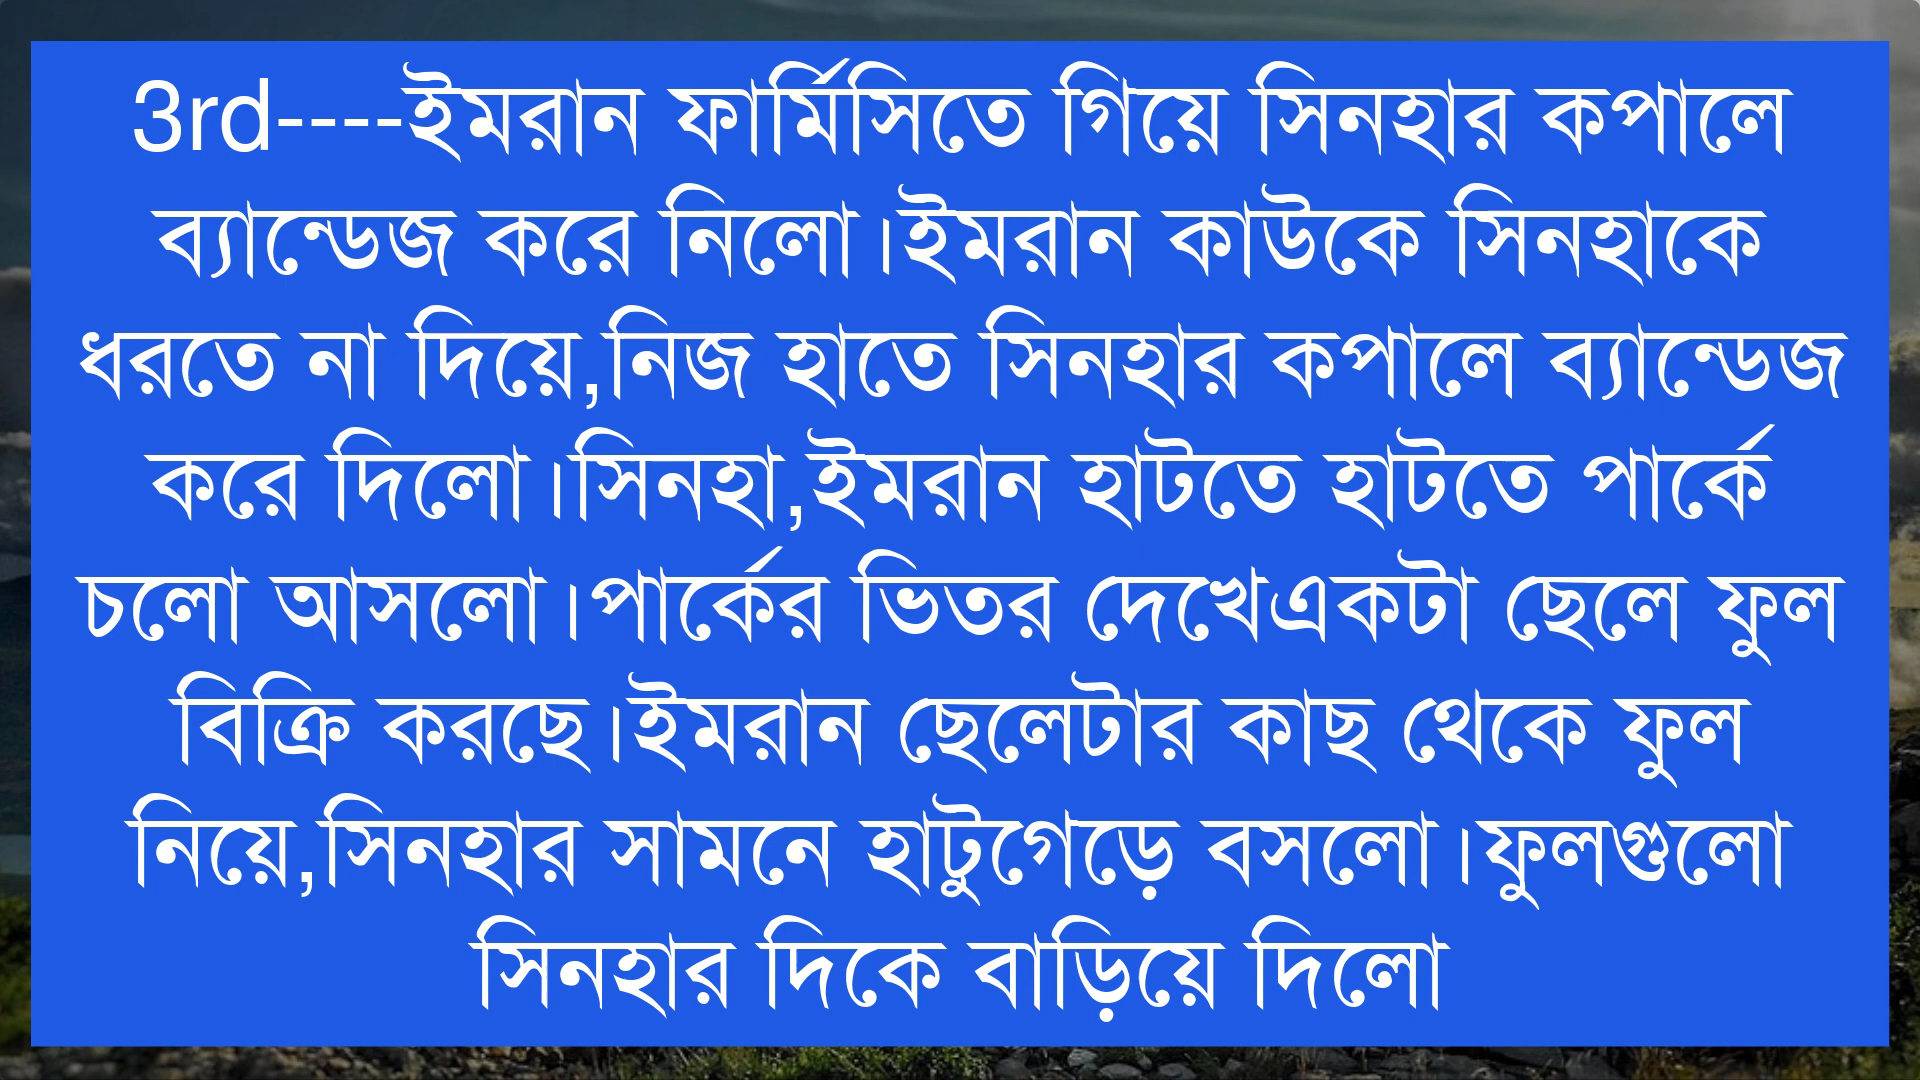 3rd----ইমরান ফার্মিসিতে গিয়ে সিনহার কপালে
ব্যান্ডেজ করে নিলো।ইমরান কাউকে সিনহাকে
ধরতে না দিয়ে,নিজ হাতে সিনহার কপালে ব্যান্ডেজ
করে দিলো।সিনহা,ইমরান হাটতে হাটতে পার্কে
চলো আসলো।পার্কের ভিতর দেখেএকটা ছেলে ফুল
বিক্রি করছে।ইমরান ছেলেটার কাছ থেকে ফুল
নিয়ে,সিনহার সামনে হাটুগেড়ে বসলো।ফুলগুলো
সিনহার দিকে বাড়িয়ে দিলো